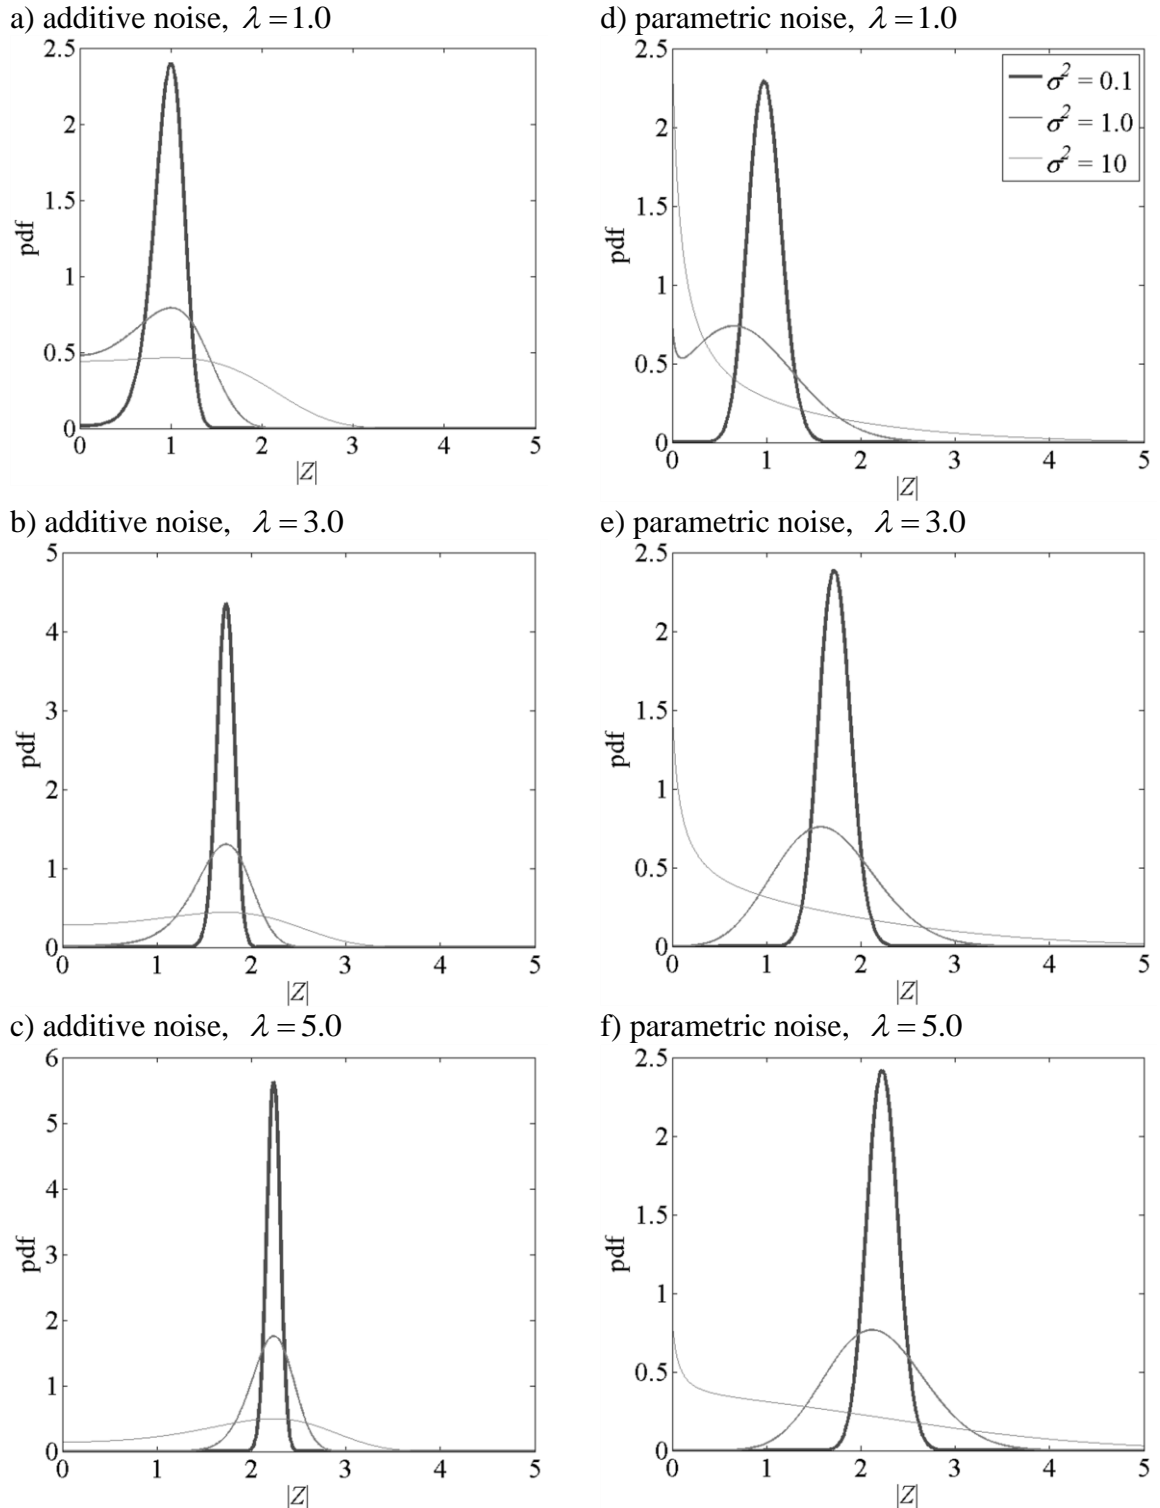 a) additive noise, λ = 1.0
2.5
2
1.5
1
0.5
0
pdf
0 1 2 3 4 5
|Z|
d) parametric noise, λ = 1.0
2.5
2
1.5
1
0.5
0
pdf
σ² = 0.1
σ² = 1.0
σ² = 10
0 1 2 3 4 5
|Z|
b) additive noise, λ = 3.0
5
4
3
2
1
0
pdf
0 1 2 3 4 5
|Z|
e) parametric noise, λ = 3.0
2.5
2
1.5
1
0.5
0
pdf
0 1 2 3 4 5
|Z|
c) additive noise, λ = 5.0
6
5
4
3
2
1
0
pdf
0 1 2 3 4 5
|Z|
f) parametric noise, λ = 5.0
2.5
2
1.5
1
0.5
0
pdf
0 1 2 3 4 5
|Z|